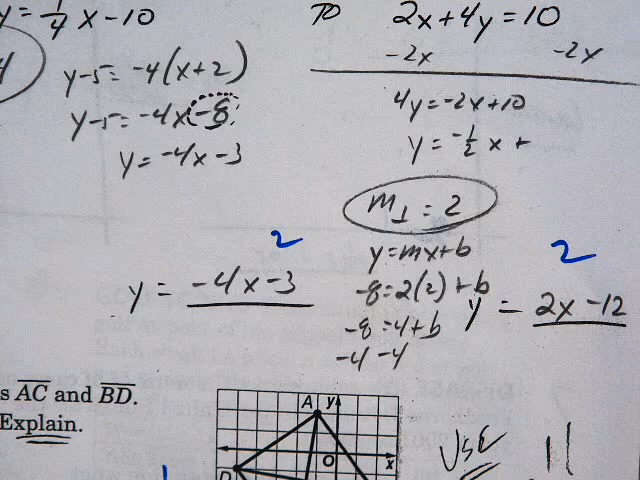 y = 1/4 x - 10
y-5 = -4(x+2)
y-5 = -4x -8
y = -4x - 3
2
y = -4x-3
TO 2x+4y=10
-2x -2x
4y = -2x+10
y = -1/2 x +
m⊥ = 2
y=mx+b
-8=2(2)+b
-8 = 4+b
-4 -4
2
y = 2x-12
s AC and BD.
Explain.
A y
O x
D
USE ||